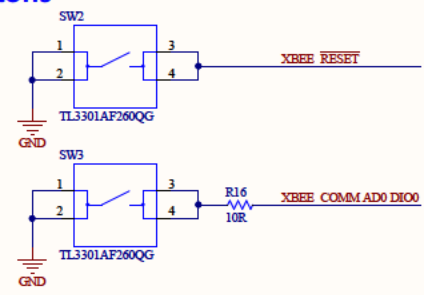 SW2
1 3
2 4
XBEE RESET
TL3301AF260QG
GND
SW3
1 3
2 4
R16
10R
XBEE COMM AD0 DIO0
TL3301AF260QG
GND